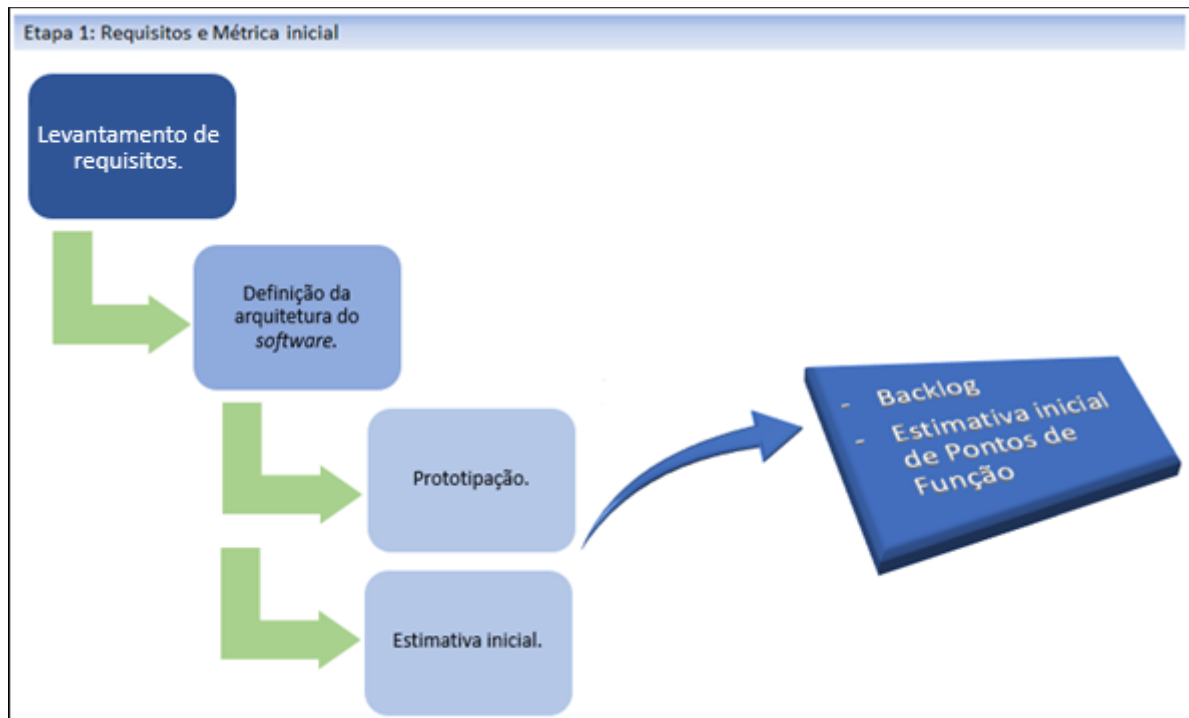 Etapa 1: Requisitos e Métrica inicial
Levantamento de
requisitos.
Definição da
arquitetura do
software.
Prototipação.
Estimativa inicial.
- Backlog
- Estimativa inicial
de Pontos de
Função